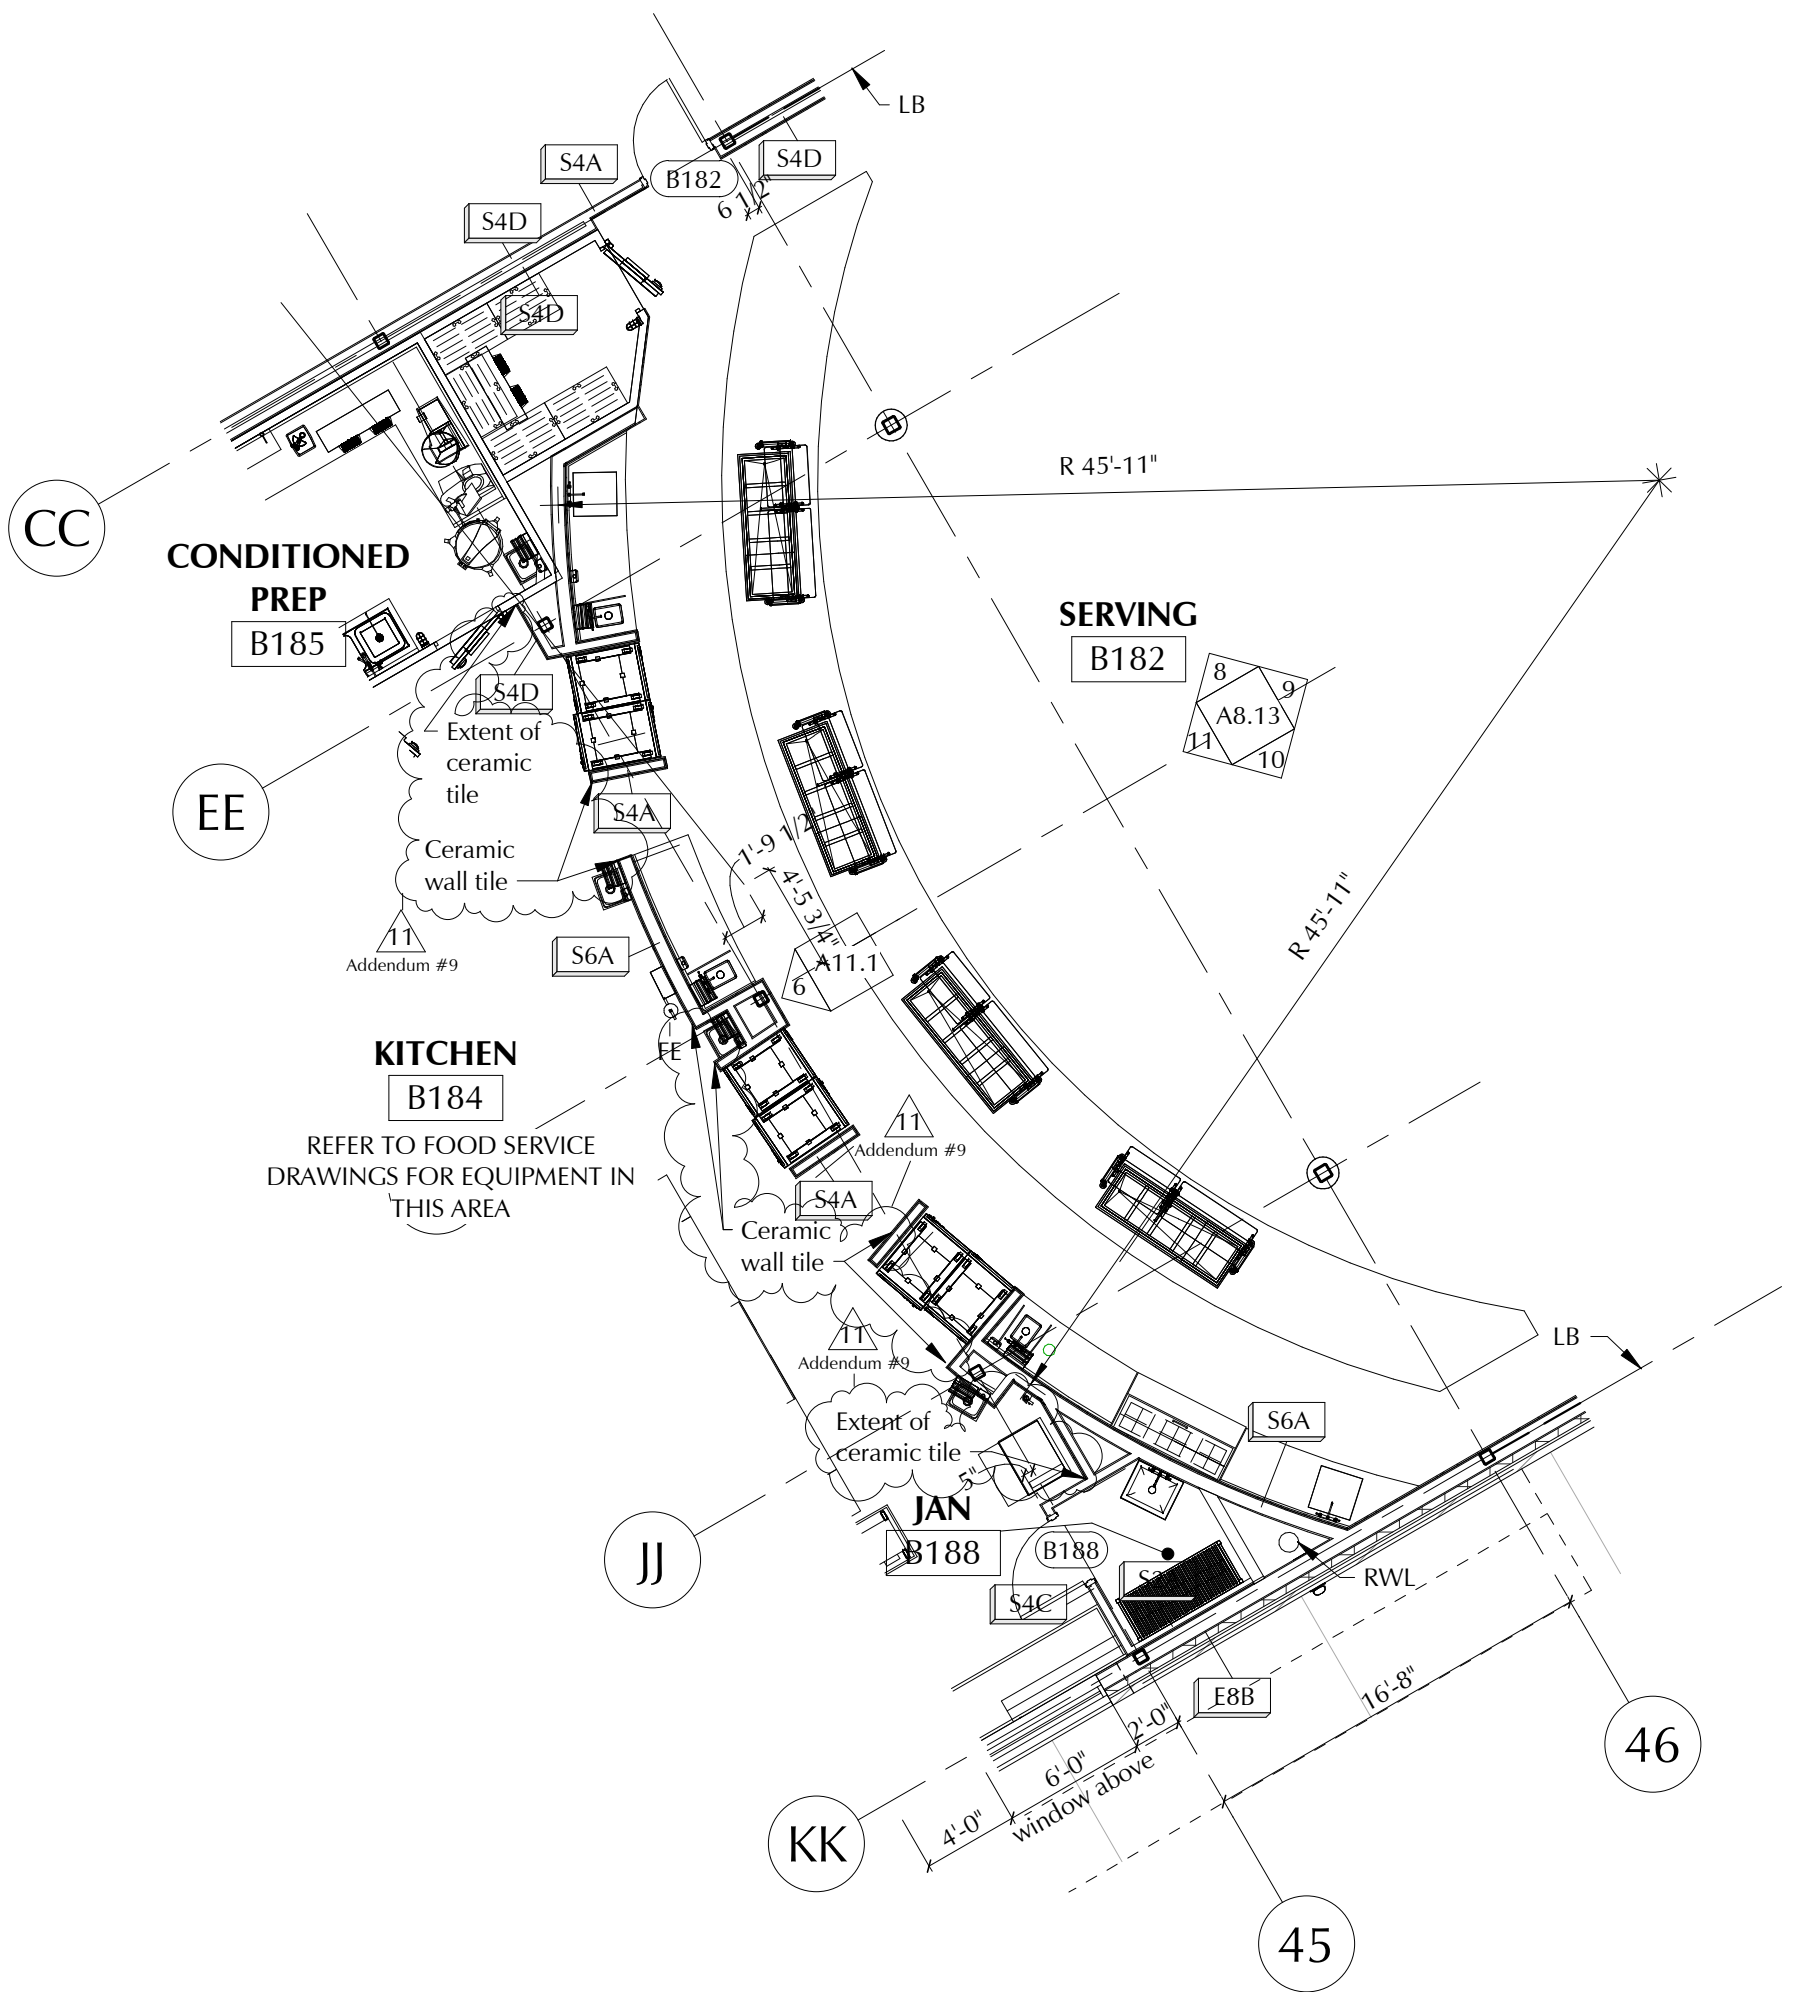 LB
S4A
S4D
B182
6 1/2"
S4D
S4D
R 45'-11"
CC
CONDITIONED
PREP
B185
SERVING
B182
8
9
A8.13
11
10
S4D
Extent of
ceramic
tile
EE
S4A
Ceramic
wall tile
1'-9 1/2"
4'-5 3/4"
R 45'-11"
11
Addendum #9
S6A
A11.1
6
FE
KITCHEN
B184
REFER TO FOOD SERVICE
DRAWINGS FOR EQUIPMENT IN
THIS AREA
11
Addendum #9
S4A
Ceramic
wall tile
11
Addendum #9
LB
Extent of
ceramic tile
S6A
5"
JAN
B188
B188
JJ
S4C
RWL
E8B
16'-8"
2'-0"
6'-0"
window above
4'-0"
46
KK
45